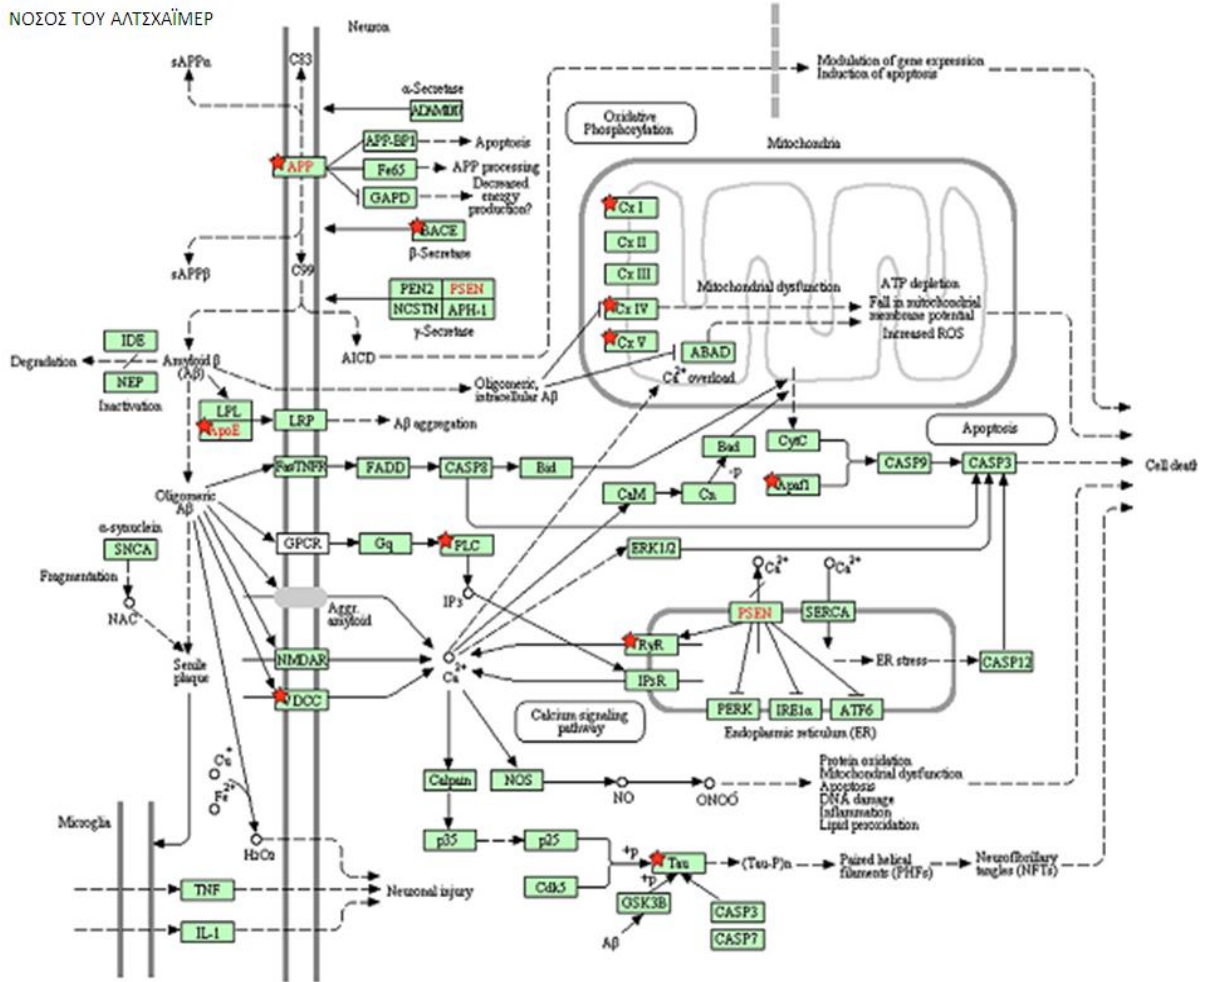 ΝΟΣΟΣ ΤΟΥ ΑΛΤΣΧΑΪΜΕΡ
Neuron
sAPPα
C83
α-Secretase
Modulation of gene expression
Induction of apoptosis
Oxidative
Phosphorylation
Mitochondria
APP-BP1
Apoptosis
APP
Fe65
APP processing
GAPD
Decreased
energy
production?
BACE
β-Secretase
sAPPβ
C99
PEN2
PSEN
NCSTN
APH-1
γ-Secretase
AICD
Cx I
Cx II
Cx III
Cx IV
Cx V
Mitochondrial dysfunction
ATP depletion
Fall in mitochondrial
membrane potential
Increased ROS
ABAD
Ca2+ overload
IDE
Degradation
NEP
Inactivation
Amyloid β
(Aβ)
Oligomeric,
intracellular Aβ
LPL
ApoE
LRP
Aβ aggregation
Apoptosis
Bad
CytC
-p
FasTNFR
FADD
CASP8
Bid
CaM
Cn
Apaf1
CASP9
CASP3
Cell death
Oligomeric
Aβ
α-synuclein
SNCA
Fragmentation
NAC
GPCR
Gq
PLC
ERK1/2
IP3
Ca2+
Ca2+
Aggr.
amyloid
PSEN
SERCA
RyR
IP3R
ER stress
CASP12
Senile
plaque
NMDAR
VDCC
Ca2+
PERK
IRE1α
ATF6
Endoplasmic reticulum (ER)
Calcium signaling
pathway
Calpain
NOS
NO
Protein oxidation
Mitochondrial dysfunction
Apoptosis
DNA damage
Inflammation
Lipid peroxidation
Microglia
H2O2
p35
p25
Cdk5
+p
+p
Tau
(Tau-P)n
Paired helical
filaments (PHFs)
Neurofibrillary
tangles (NFTs)
TNF
Neuronal injury
IL-1
GSK3B
Aβ
CASP3
CASP7